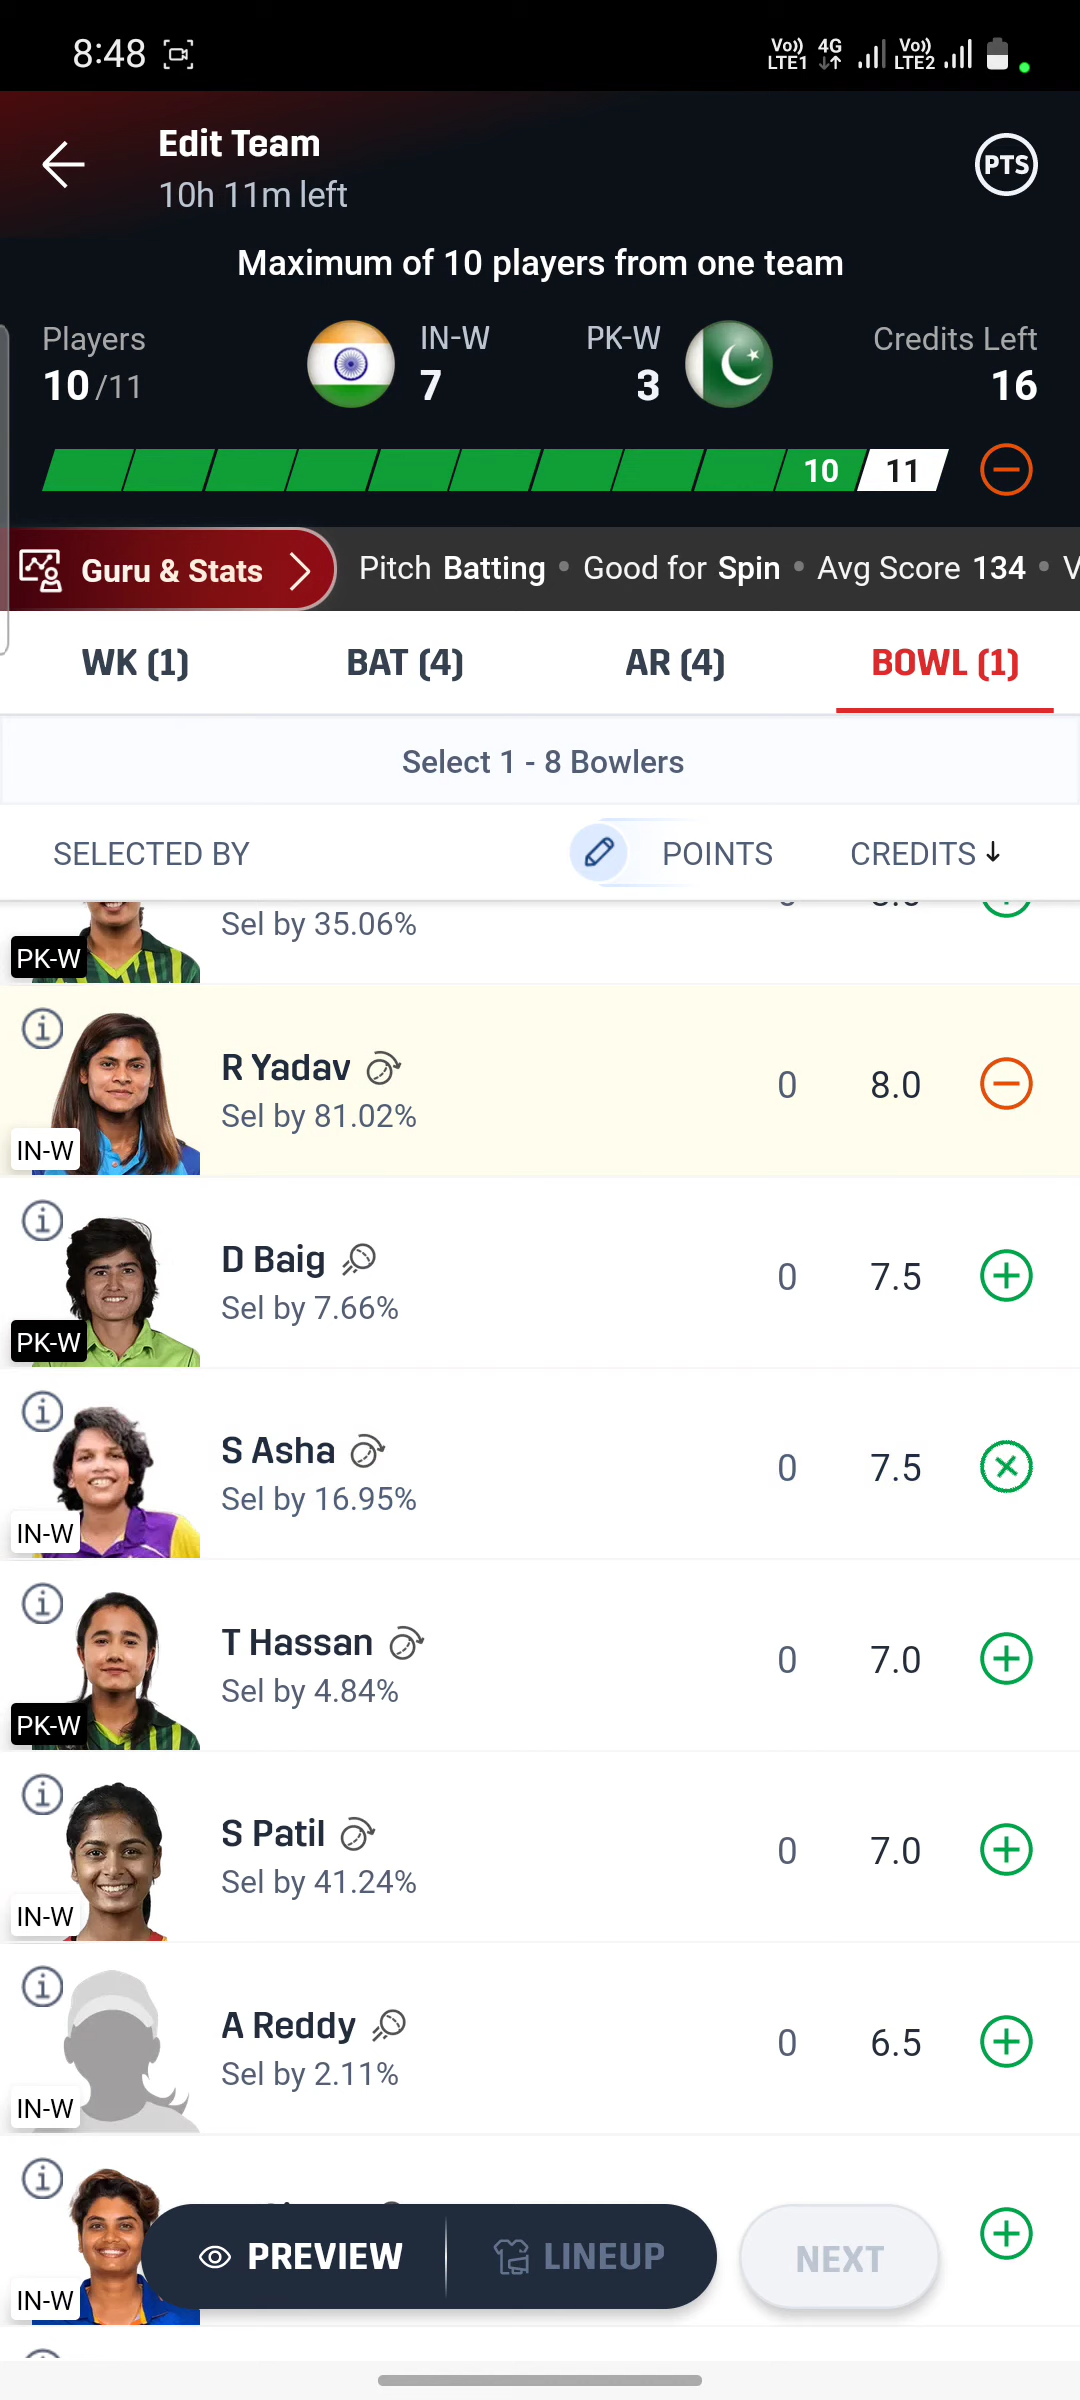 8:48
Vo)) LTE1 4G Vo)) LTE2
Edit Team
10h 11m left
PTS
Maximum of 10 players from one team
Players IN-W PK-W Credits Left
10/11 7 3 16
10 11
Guru & Stats Pitch Batting • Good for Spin • Avg Score 134 • V
WK (1) BAT (4) AR (4) BOWL (1)
Select 1 - 8 Bowlers
SELECTED BY POINTS CREDITS ↓
Sel by 35.06%
PK-W
R Yadav
Sel by 81.02%
0 8.0
IN-W
D Baig
Sel by 7.66%
0 7.5
PK-W
S Asha
Sel by 16.95%
0 7.5
IN-W
T Hassan
Sel by 4.84%
0 7.0
PK-W
S Patil
Sel by 41.24%
0 7.0
IN-W
A Reddy
Sel by 2.11%
0 6.5
IN-W
PREVIEW LINEUP NEXT
IN-W